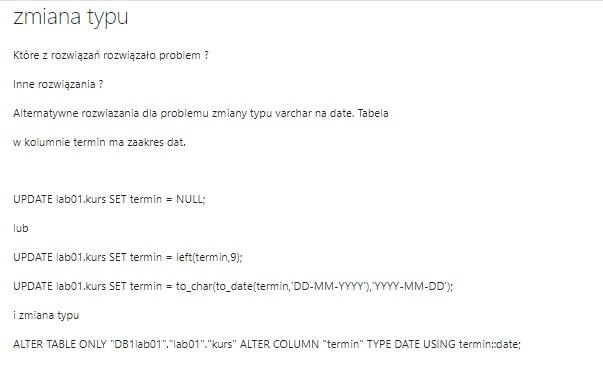 zmiana typu
Które z rozwiązań rozwiązało problem ?
Inne rozwiązania ?
Alternatywne rozwiazania dla problemu zmiany typu varchar na date. Tabela
w kolumnie termin ma zaakres dat.
UPDATE lab01.kurs SET termin = NULL;
lub
UPDATE lab01.kurs SET termin = left(termin,9);
UPDATE lab01.kurs SET termin = to_char(to_date(termin,'DD-MM-YYYY'),'YYYY-MM-DD');
i zmiana typu
ALTER TABLE ONLY "DB1lab01"."lab01"."kurs" ALTER COLUMN "termin" TYPE DATE USING termin::date;